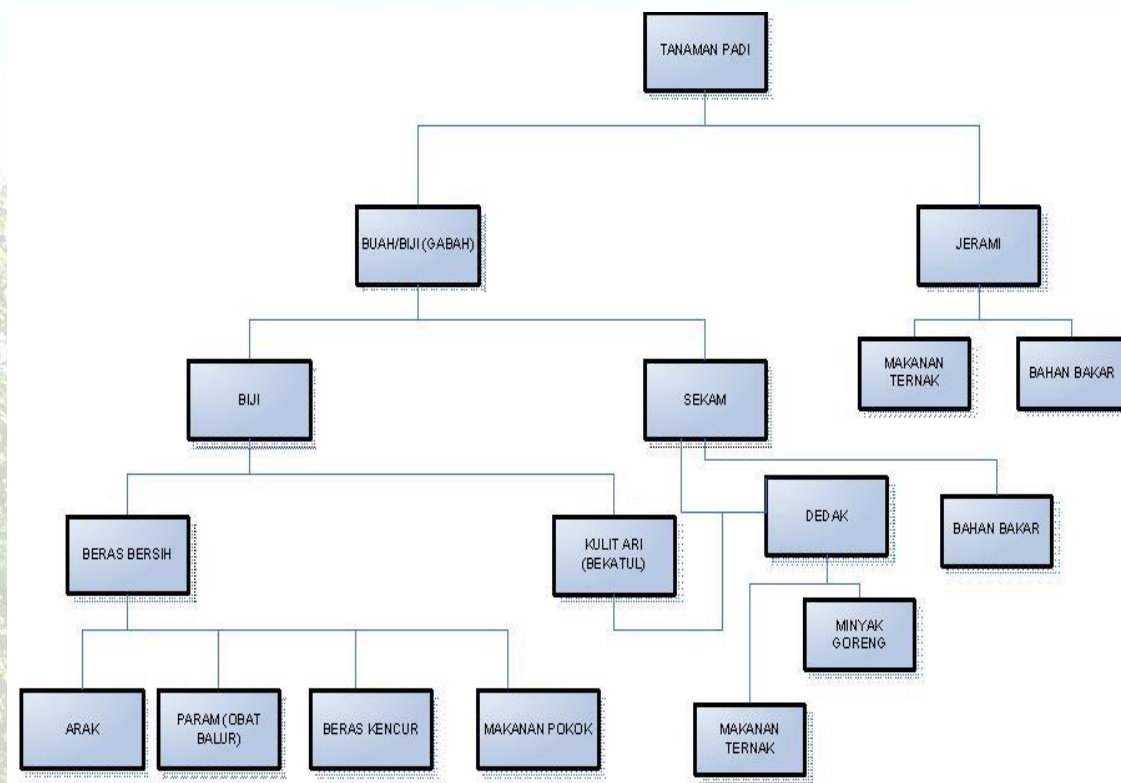 TANAMAN PADI
BUAH/BIJI (GABAH)
JERAMI
MAKANAN
TERNAK
BAHAN BAKAR
BIJI
SEKAM
BERAS BERSIH
KULIT ARI
(BEKATUL)
DEDAK
BAHAN BAKAR
MINYAK
GORENG
ARAK
PARAM (OBAT
BALUR)
BERAS KENCUR
MAKANAN POKOK
MAKANAN
TERNAK